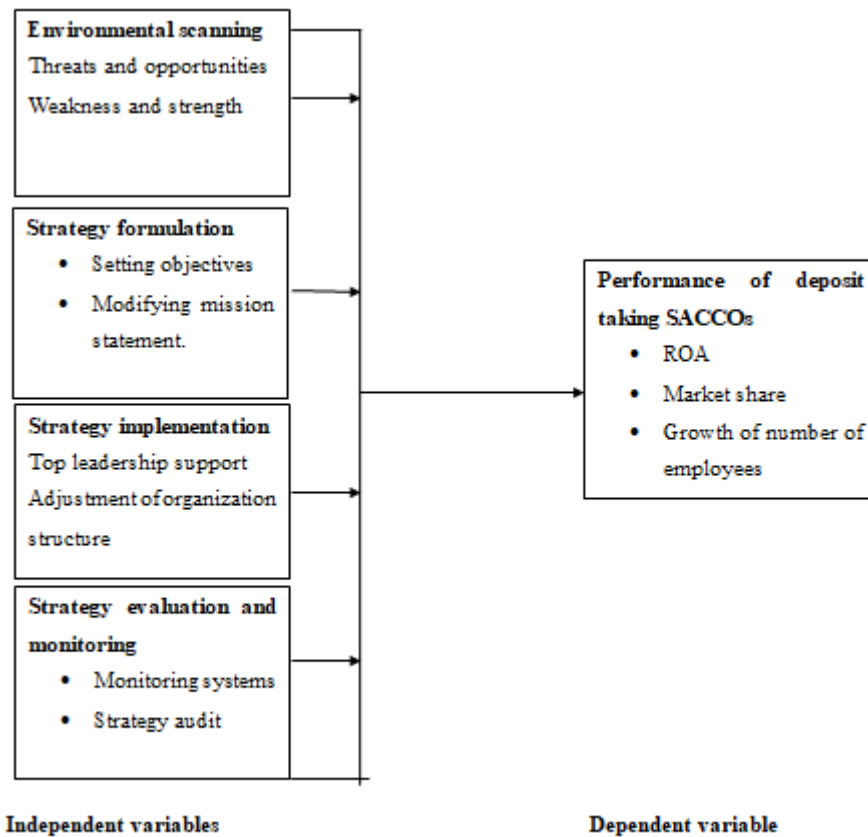 Environmental scanning
Threats and opportunities
Weakness and strength
Strategy formulation
• Setting objectives
• Modifying mission
statement.
Strategy implementation
Top leadership support
Adjustment of organization
structure
Strategy evaluation and
monitoring
• Monitoring systems
• Strategy audit
Performance of deposit
taking SACCOs
• ROA
• Market share
• Growth of number of
employees
Independent variables
Dependent variable